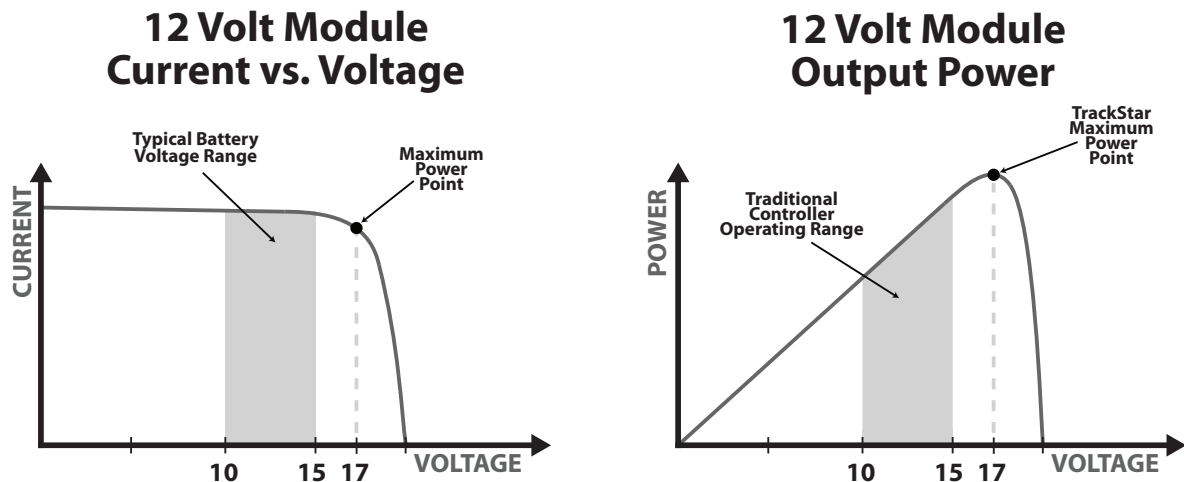 12 Volt Module
Current vs. Voltage
Typical Battery
Voltage Range
Maximum
Power
Point
CURRENT
10
15
17
VOLTAGE
12 Volt Module
Output Power
TrackStar
Maximum
Power
Point
Traditional
Controller
Operating Range
POWER
10
15
17
VOLTAGE